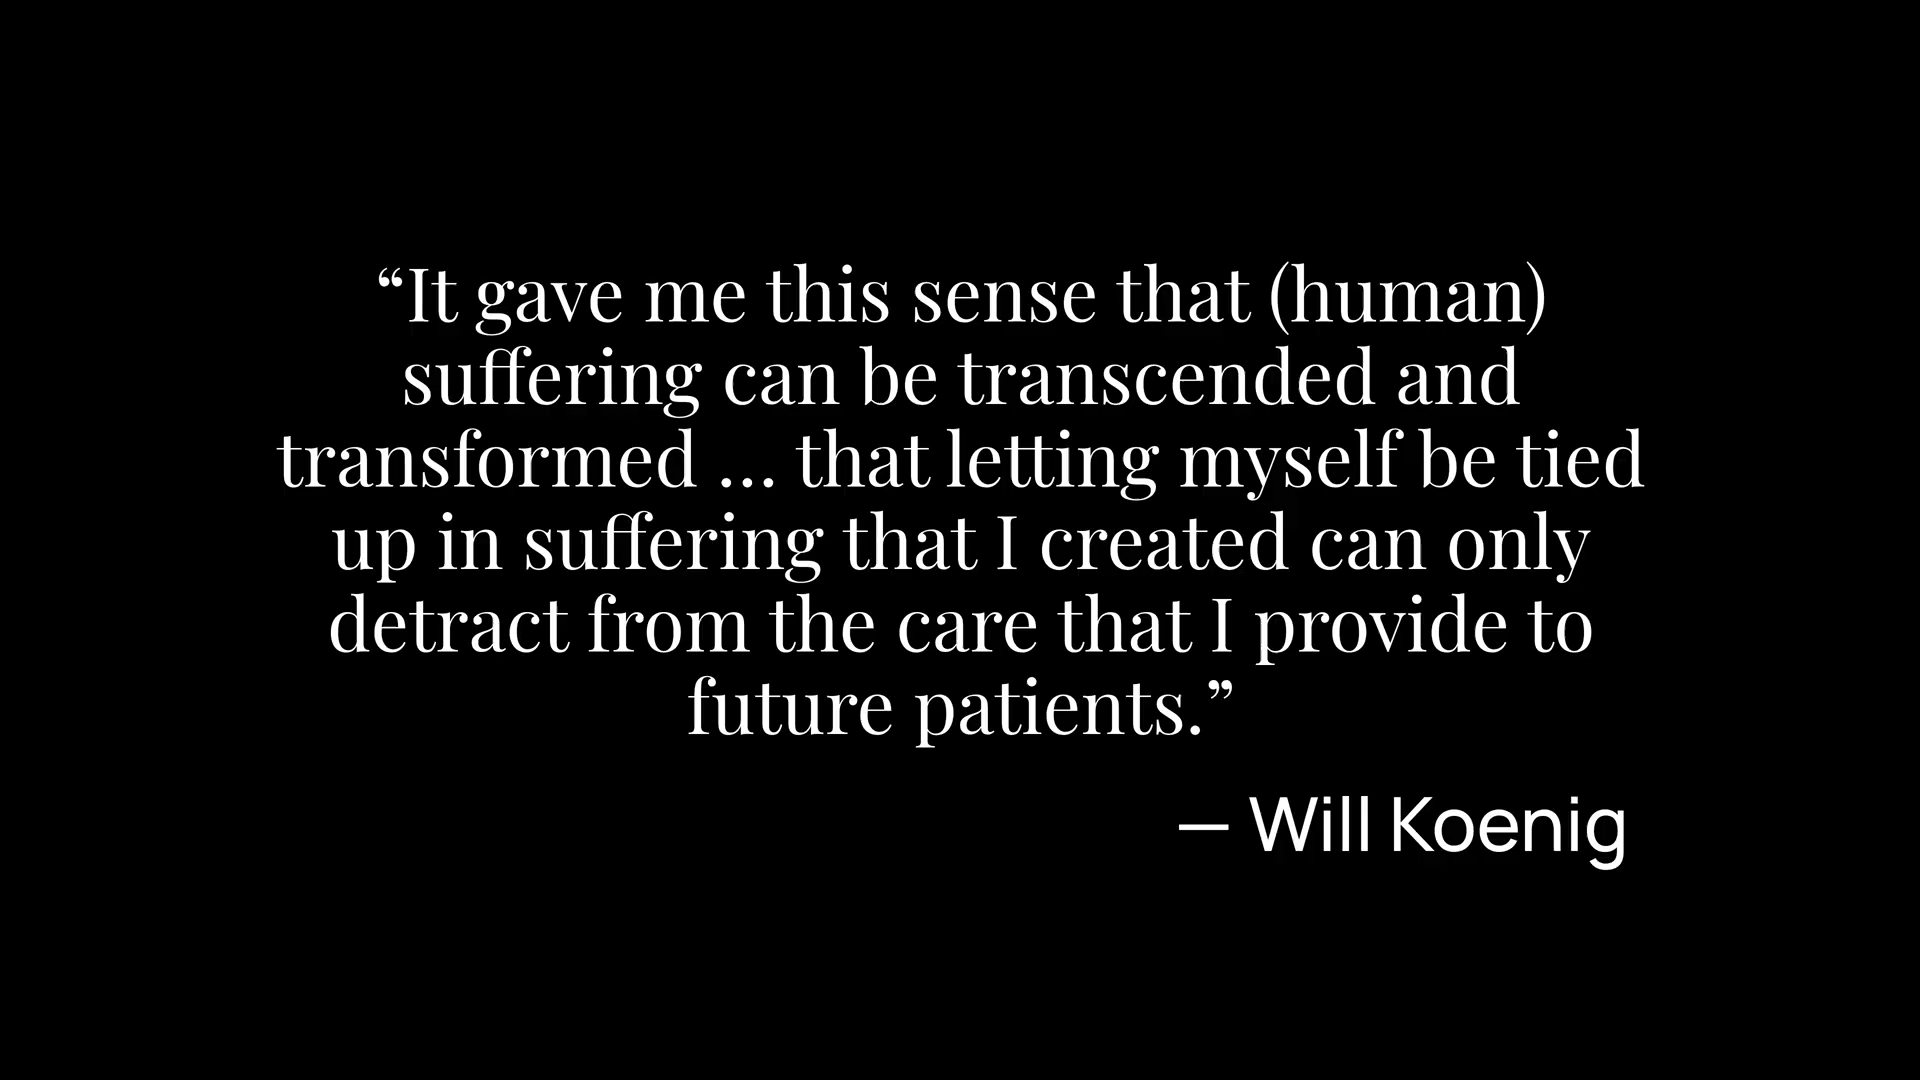 “It gave me this sense that (human)
suffering can be transcended and
transformed ... that letting myself be tied
up in suffering that I created can only
detract from the care that I provide to
future patients.”
— Will Koenig